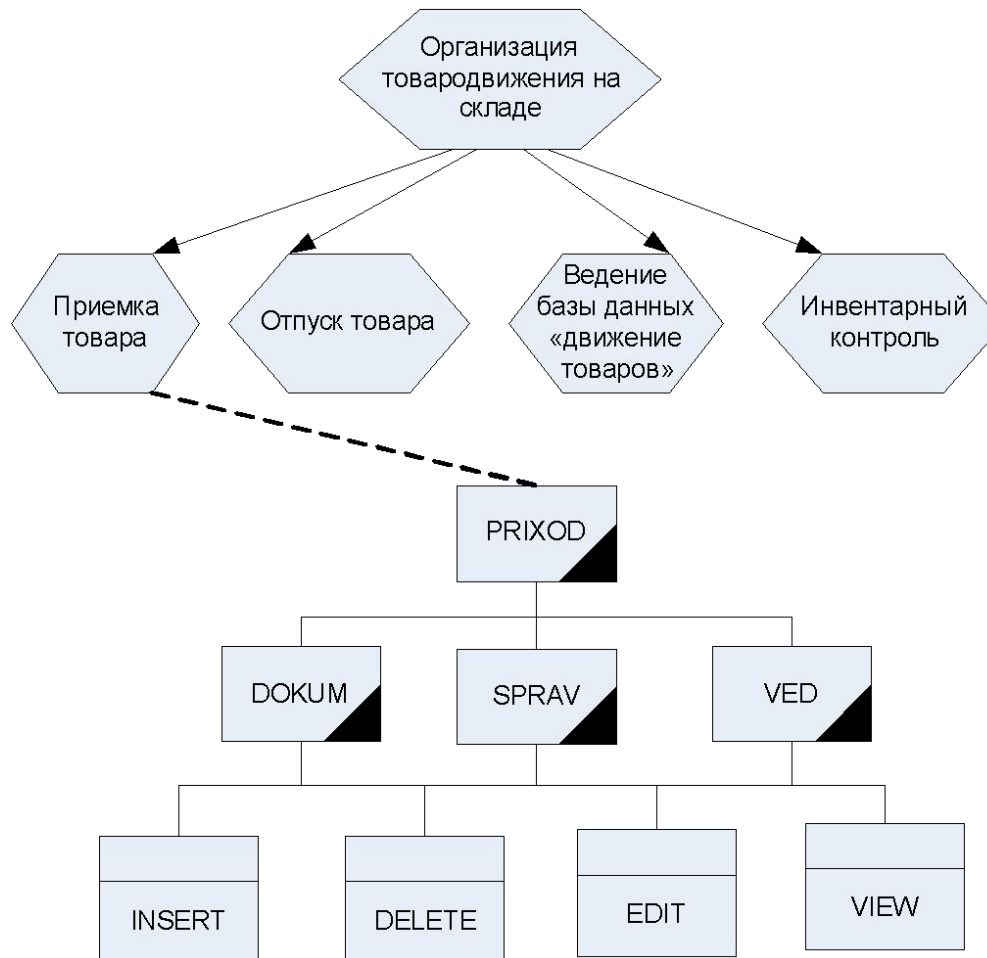 Организация
товародвижения на
складе
Приемка
товара
Отпуск товара
Ведение
базы данных
«движение
товаров»
Инвентарный
контроль
PRIXOD
DOKUM
SPRAV
VED
INSERT
DELETE
EDIT
VIEW